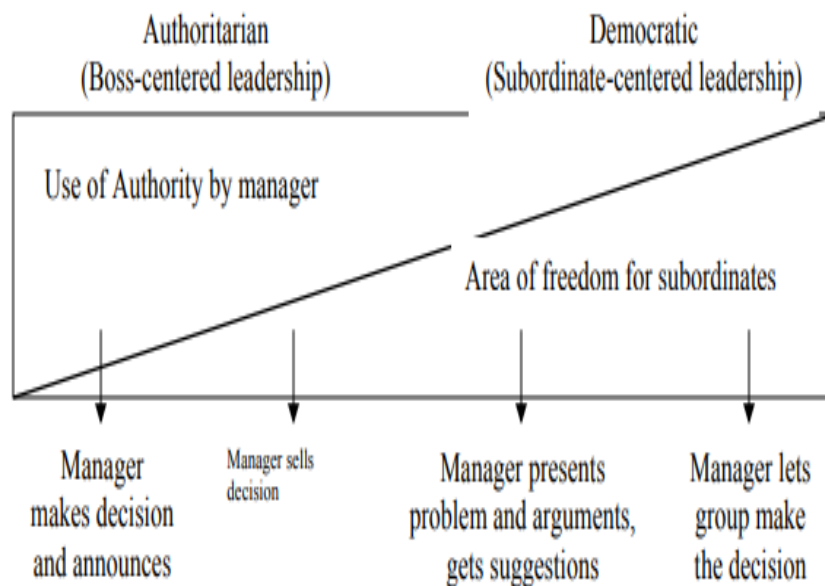 Authoritarian
(Boss-centered leadership)
Democratic
(Subordinate-centered leadership)
Use of Authority by manager
Area of freedom for subordinates
Manager
makes decision
and announces
Manager sells
decision
Manager presents
problem and arguments,
gets suggestions
Manager lets
group make
the decision